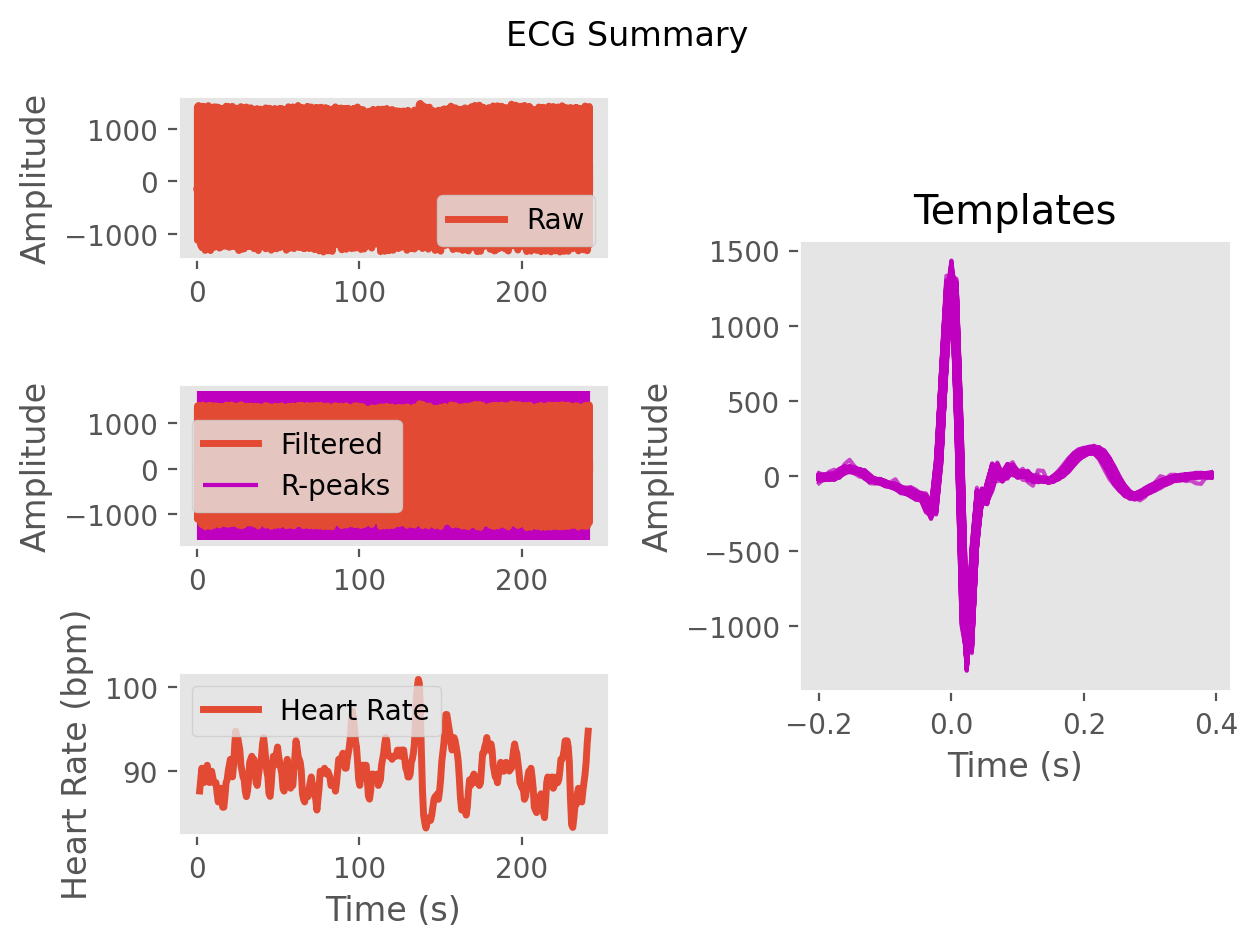 ECG Summary
Amplitude
1000
0
−1000
Raw
0 100 200
Amplitude
1000
0
−1000
Filtered
R-peaks
0 100 200
Heart Rate (bpm)
100
90
Heart Rate
0 100 200
Time (s)
Templates
Amplitude
1500
1000
500
0
−500
−1000
−0.2 0.0 0.2 0.4
Time (s)